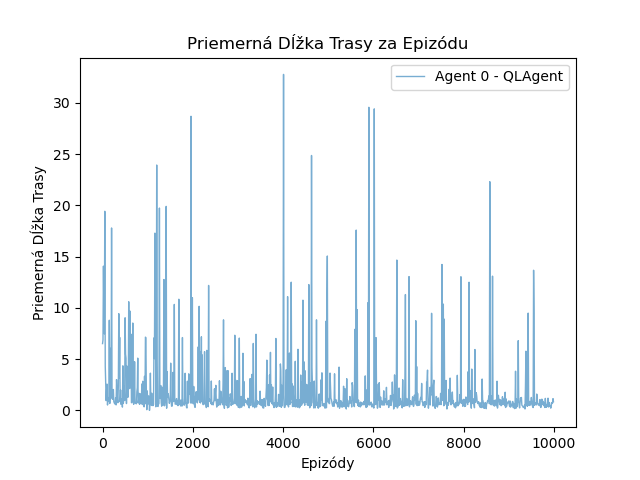 Priemerná Dĺžka Trasy za Epizódu
Agent 0 - QLAgent
Priemerná Dĺžka Trasy
30
25
20
15
10
5
0
0 2000 4000 6000 8000 10000
Epizódy